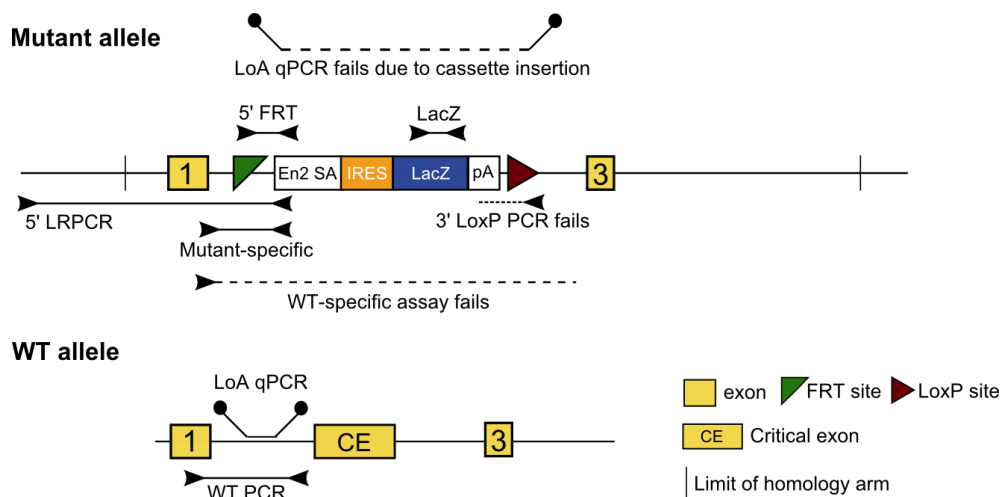 Mutant allele
LoA qPCR fails due to cassette insertion
5' FRT
LacZ
1
En2 SA
IRES
LacZ
pA
3
5' LRPCR
3' LoxP PCR fails
Mutant-specific
WT-specific assay fails
WT allele
LoA qPCR
1
CE
3
WT PCR
exon
FRT site
LoxP site
CE
Critical exon
Limit of homology arm